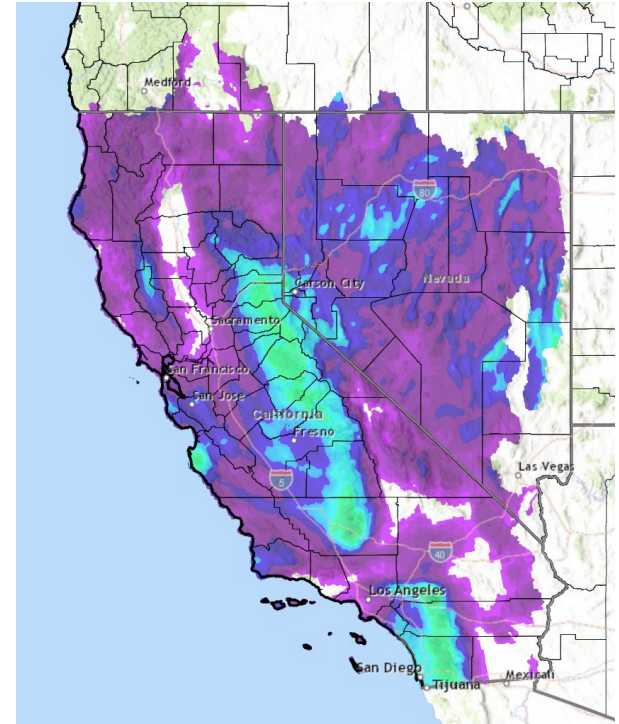 Medford
80
Carson City
Nevada
Sacramento
San Francisco
San Jose
California
Fresno
Las Vegas
5
40
Los Angeles
San Diego
Mexicali
Tijuana